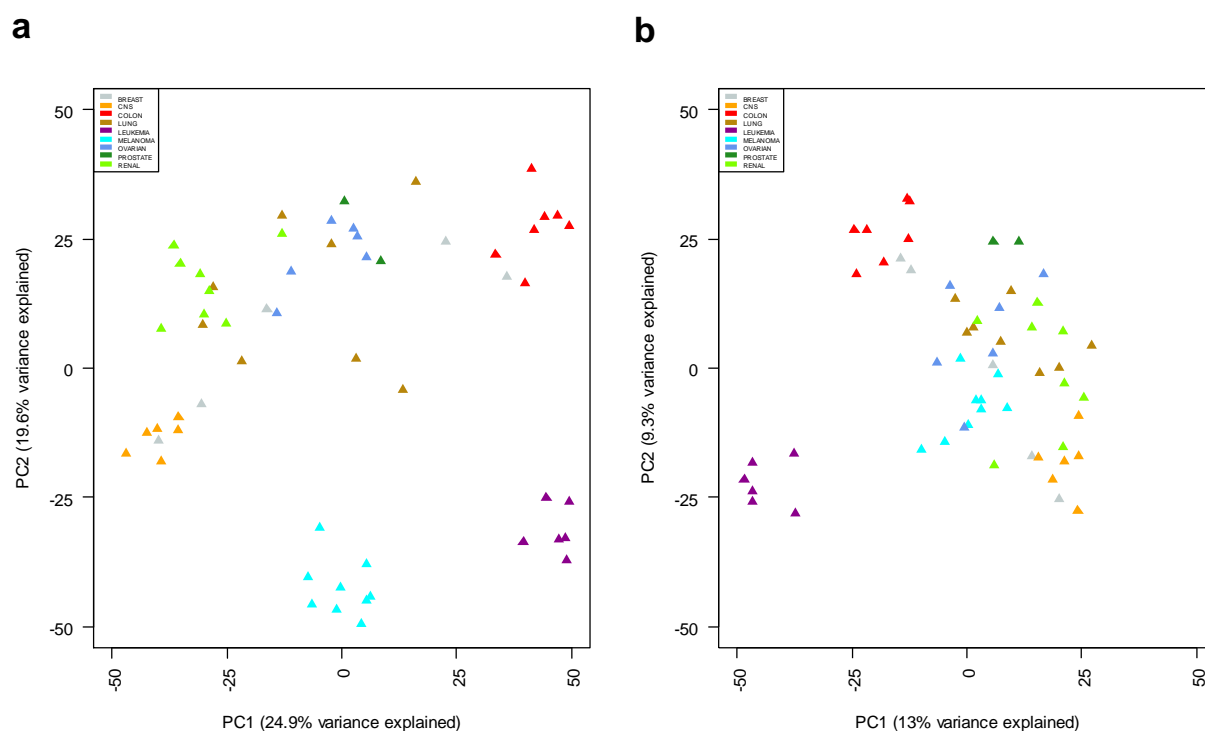 a
50
25
0
-25
-50
PC2 (19.6% variance explained)
BREAST
CNS
COLON
LUNG
LEUKEMIA
MELANOMA
OVARIAN
PROSTATE
RENAL
-50
-25
0
25
50
PC1 (24.9% variance explained)
b
50
25
0
-25
-50
PC2 (9.3% variance explained)
BREAST
CNS
COLON
LUNG
LEUKEMIA
MELANOMA
OVARIAN
PROSTATE
RENAL
-50
-25
0
25
50
PC1 (13% variance explained)